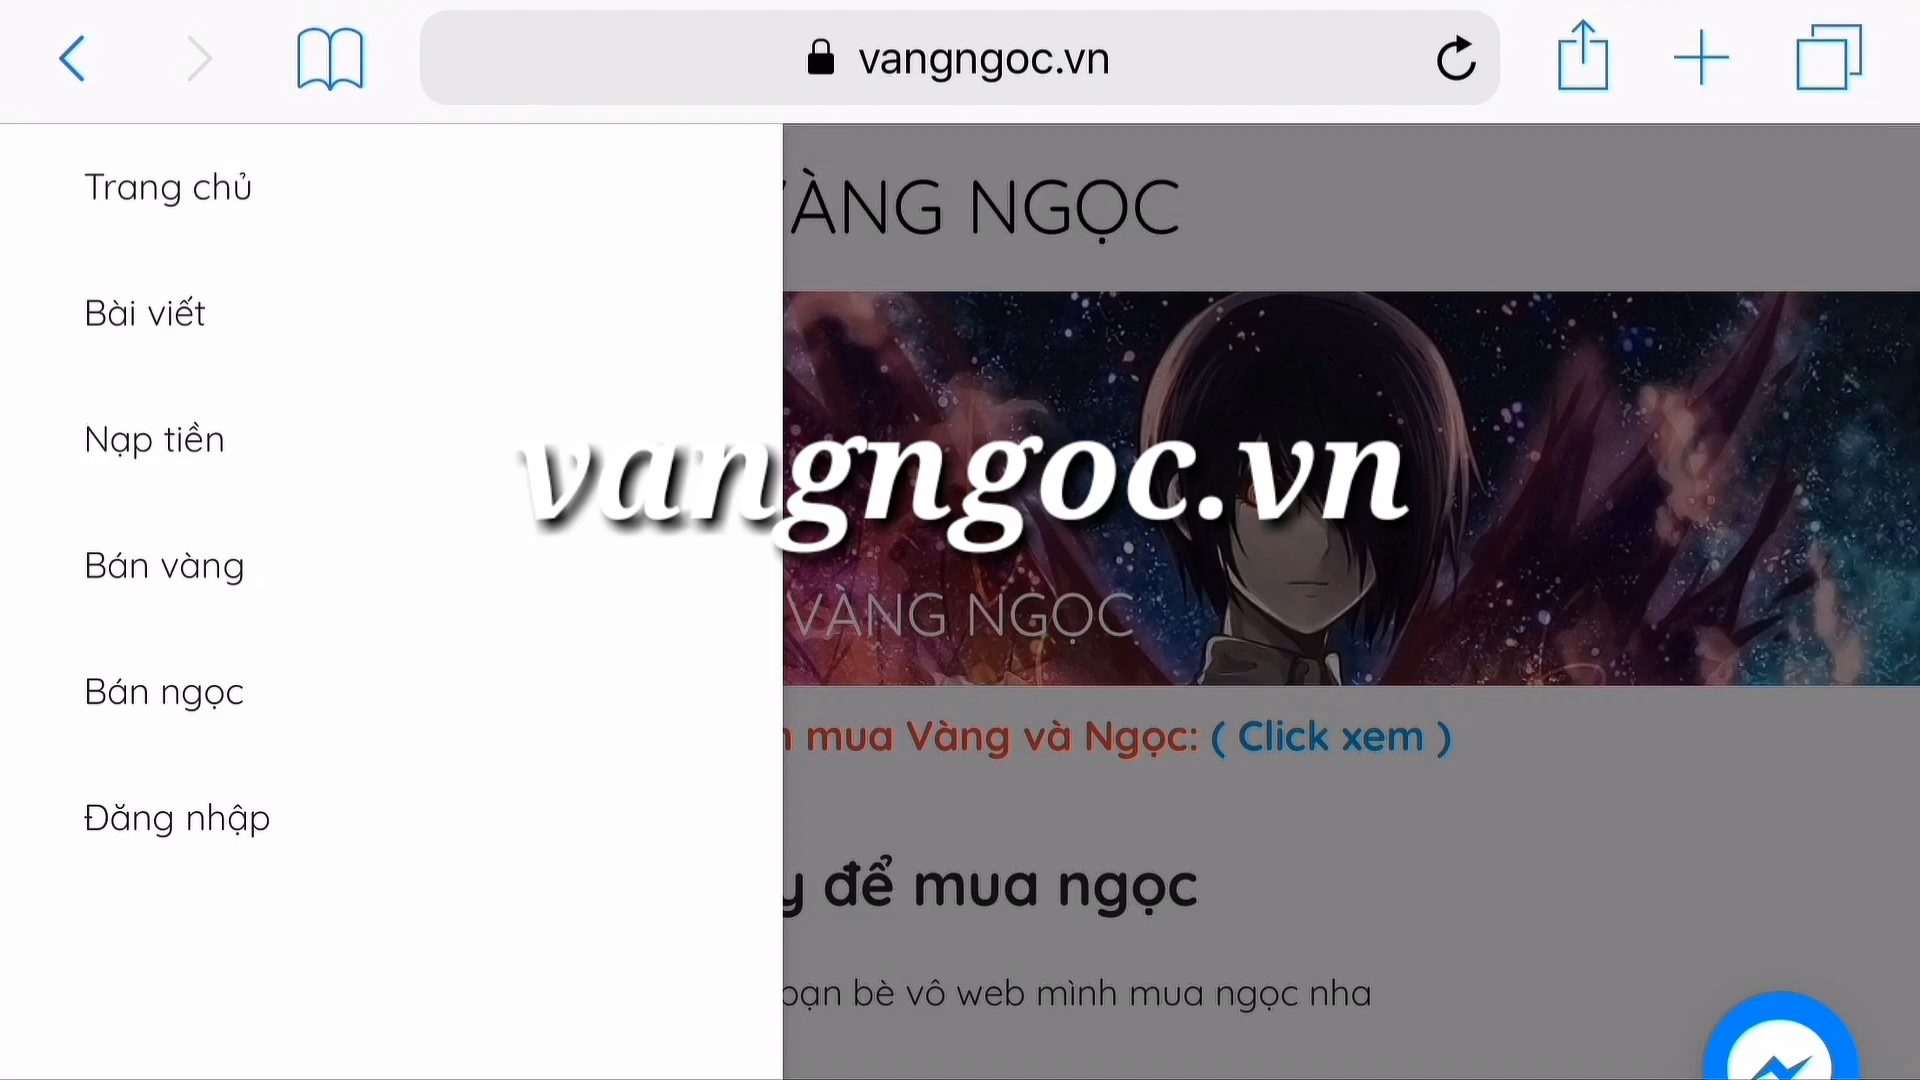 vangngoc.vn
Trang chủ
Bài viết
Nạp tiền
Bán vàng
Bán ngọc
Đăng nhập
VÀNG NGỌC
vangngoc.vn
VÀNG NGỌC
mua Vàng và Ngọc: ( Click xem )
để mua ngọc
bạn bè vô web mình mua ngọc nha